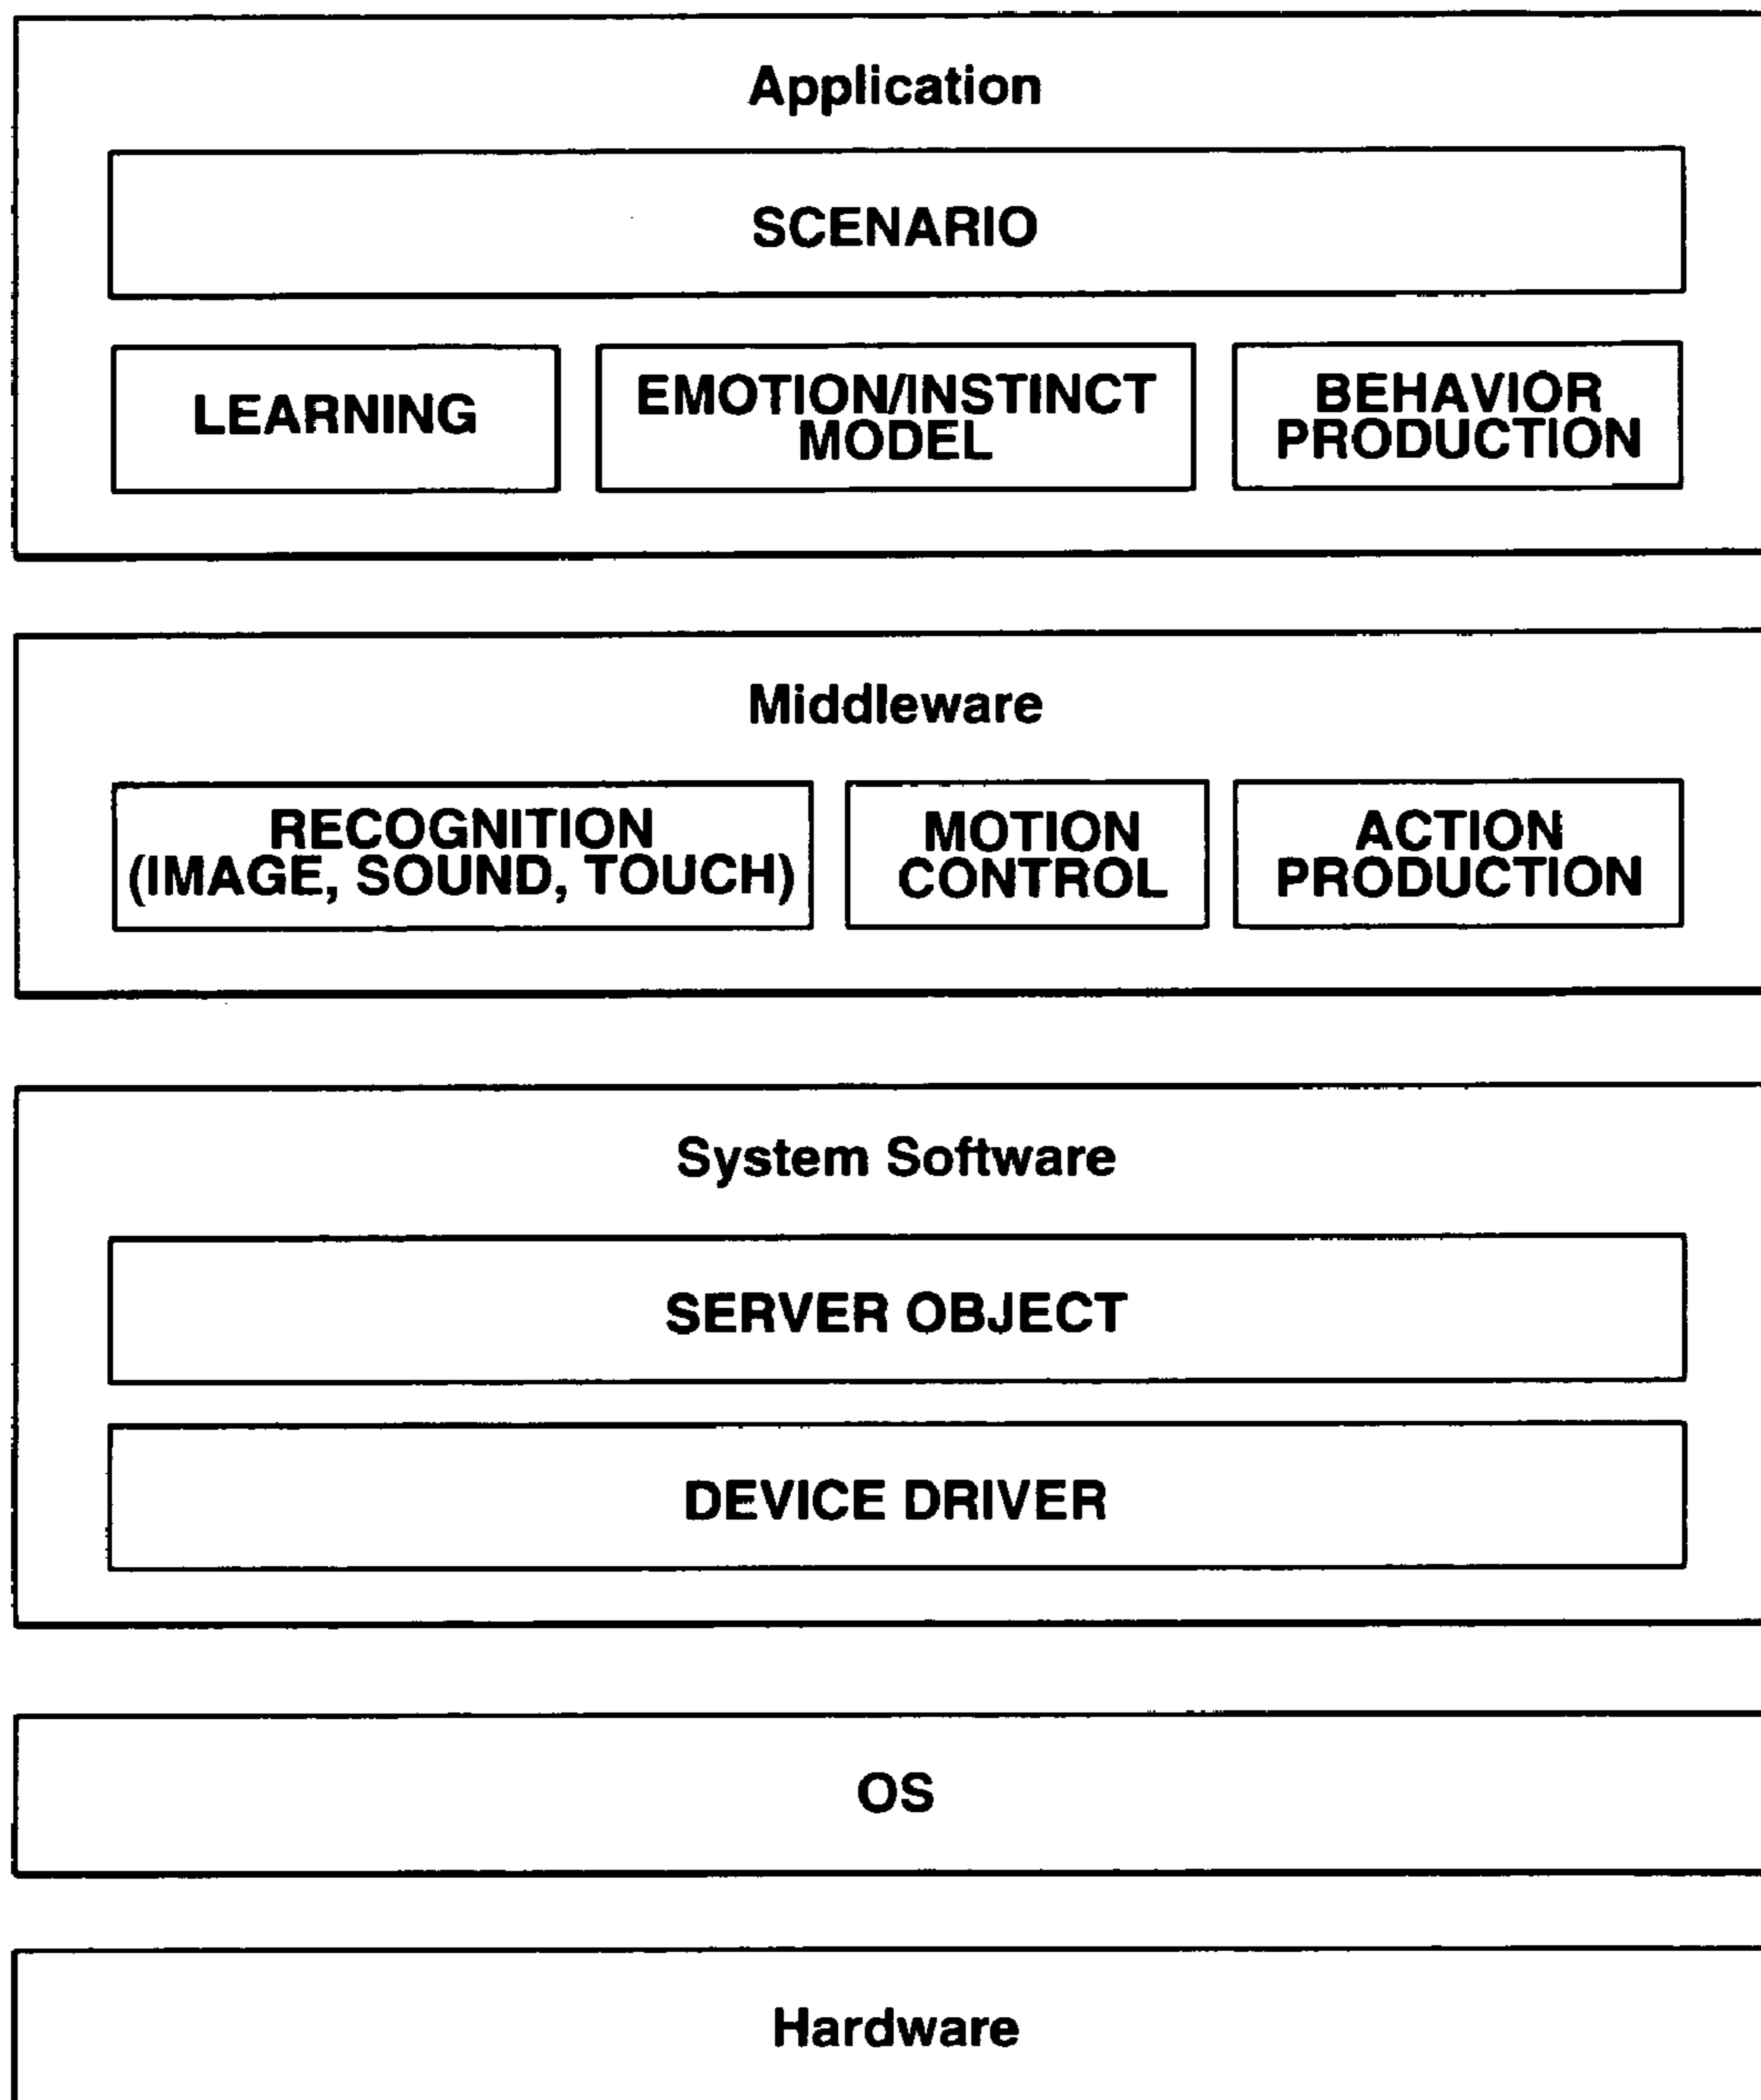 Application
SCENARIO
LEARNING
EMOTION/INSTINCT
MODEL
BEHAVIOR
PRODUCTION
Middleware
RECOGNITION
(IMAGE, SOUND, TOUCH)
MOTION
CONTROL
ACTION
PRODUCTION
System Software
SERVER OBJECT
DEVICE DRIVER
OS
Hardware